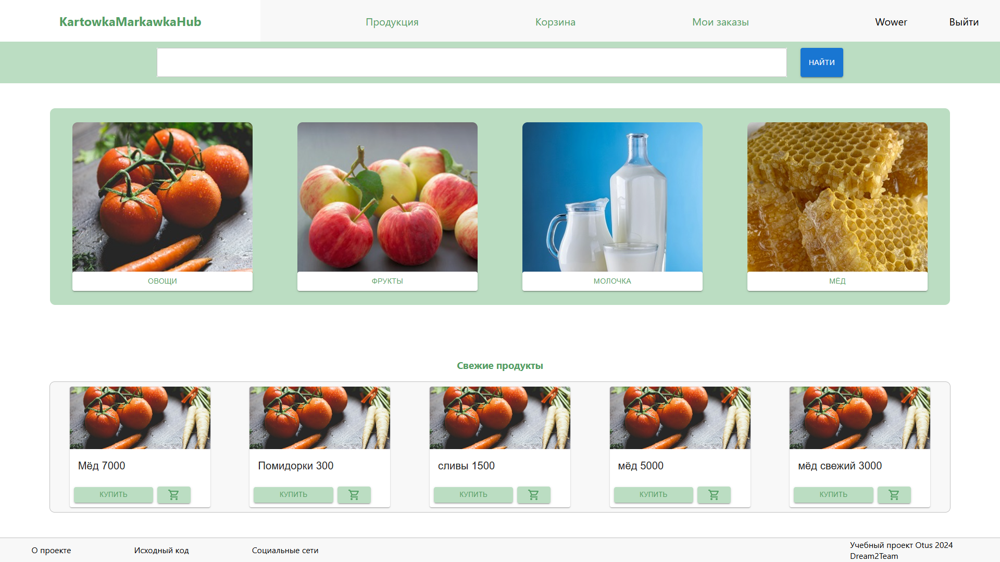 KartowkaMarkawkaHub
Продукция
Корзина
Мои заказы
Wower
Выйти
НАЙТИ
ОВОЩИ
ФРУКТЫ
МОЛОЧКА
МЁД
Свежие продукты
Мёд 7000
Помидорки 300
сливы 1500
мёд 5000
мёд свежий 3000
КУПИТЬ
КУПИТЬ
КУПИТЬ
КУПИТЬ
КУПИТЬ
О проекте
Исходный код
Социальные сети
Учебный проект Otus 2024
Dream2Team